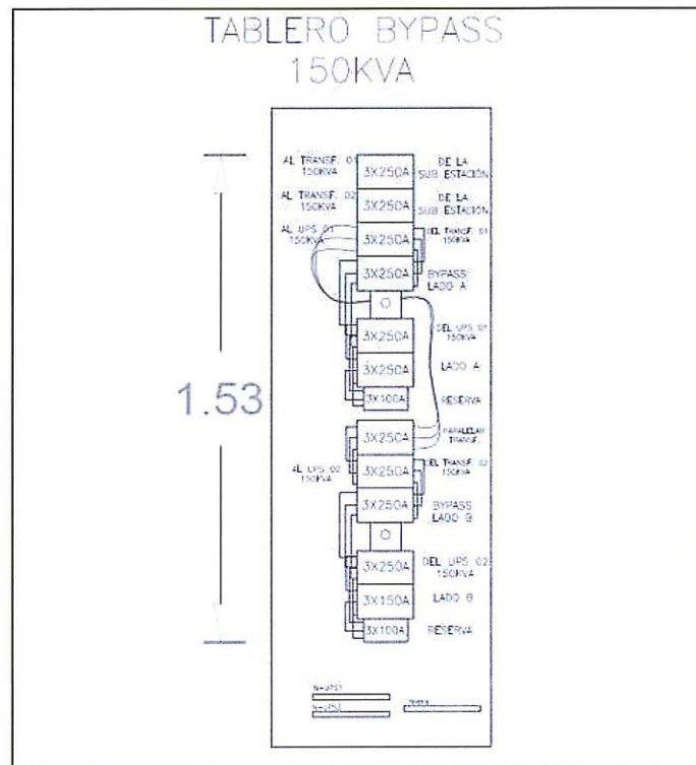 TABLERO BYPASS
150KVA
AL TRANSF. 01
150KVA
3X250A
DE LA
SUB ESTACIÓN
AL TRANSF. 02
150KVA
3X250A
DE LA
SUB ESTACIÓN
AL UPS 01
150KVA
3X250A
DEL TRANSF. 01
150KVA
3X250A
BYPASS
LADO A
3X250A
DEL UPS 01
150KVA
3X250A
LADO A
3X100A
RESERVA
1.53
3X250A
PARALELAR
TRANSF.
AL UPS 02
150KVA
3X250A
DEL TRANSF. 02
150KVA
3X250A
BYPASS
LADO B
3X250A
DEL UPS 02
150KVA
3X150A
LADO B
3X100A
RESERVA